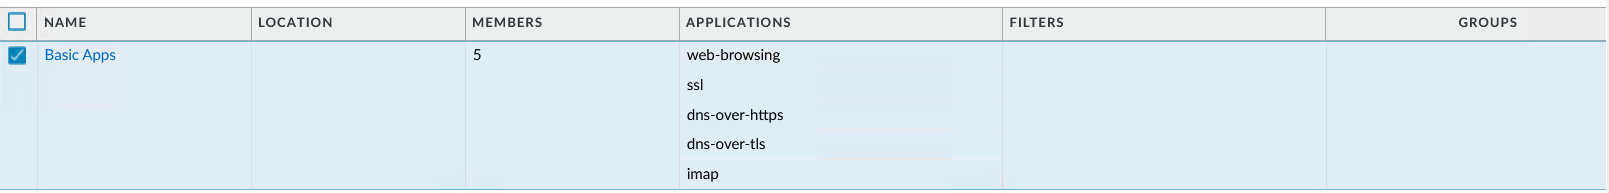 NAME LOCATION MEMBERS APPLICATIONS FILTERS GROUPS
Basic Apps 5 web-browsing
ssl
dns-over-https
dns-over-tls
imap